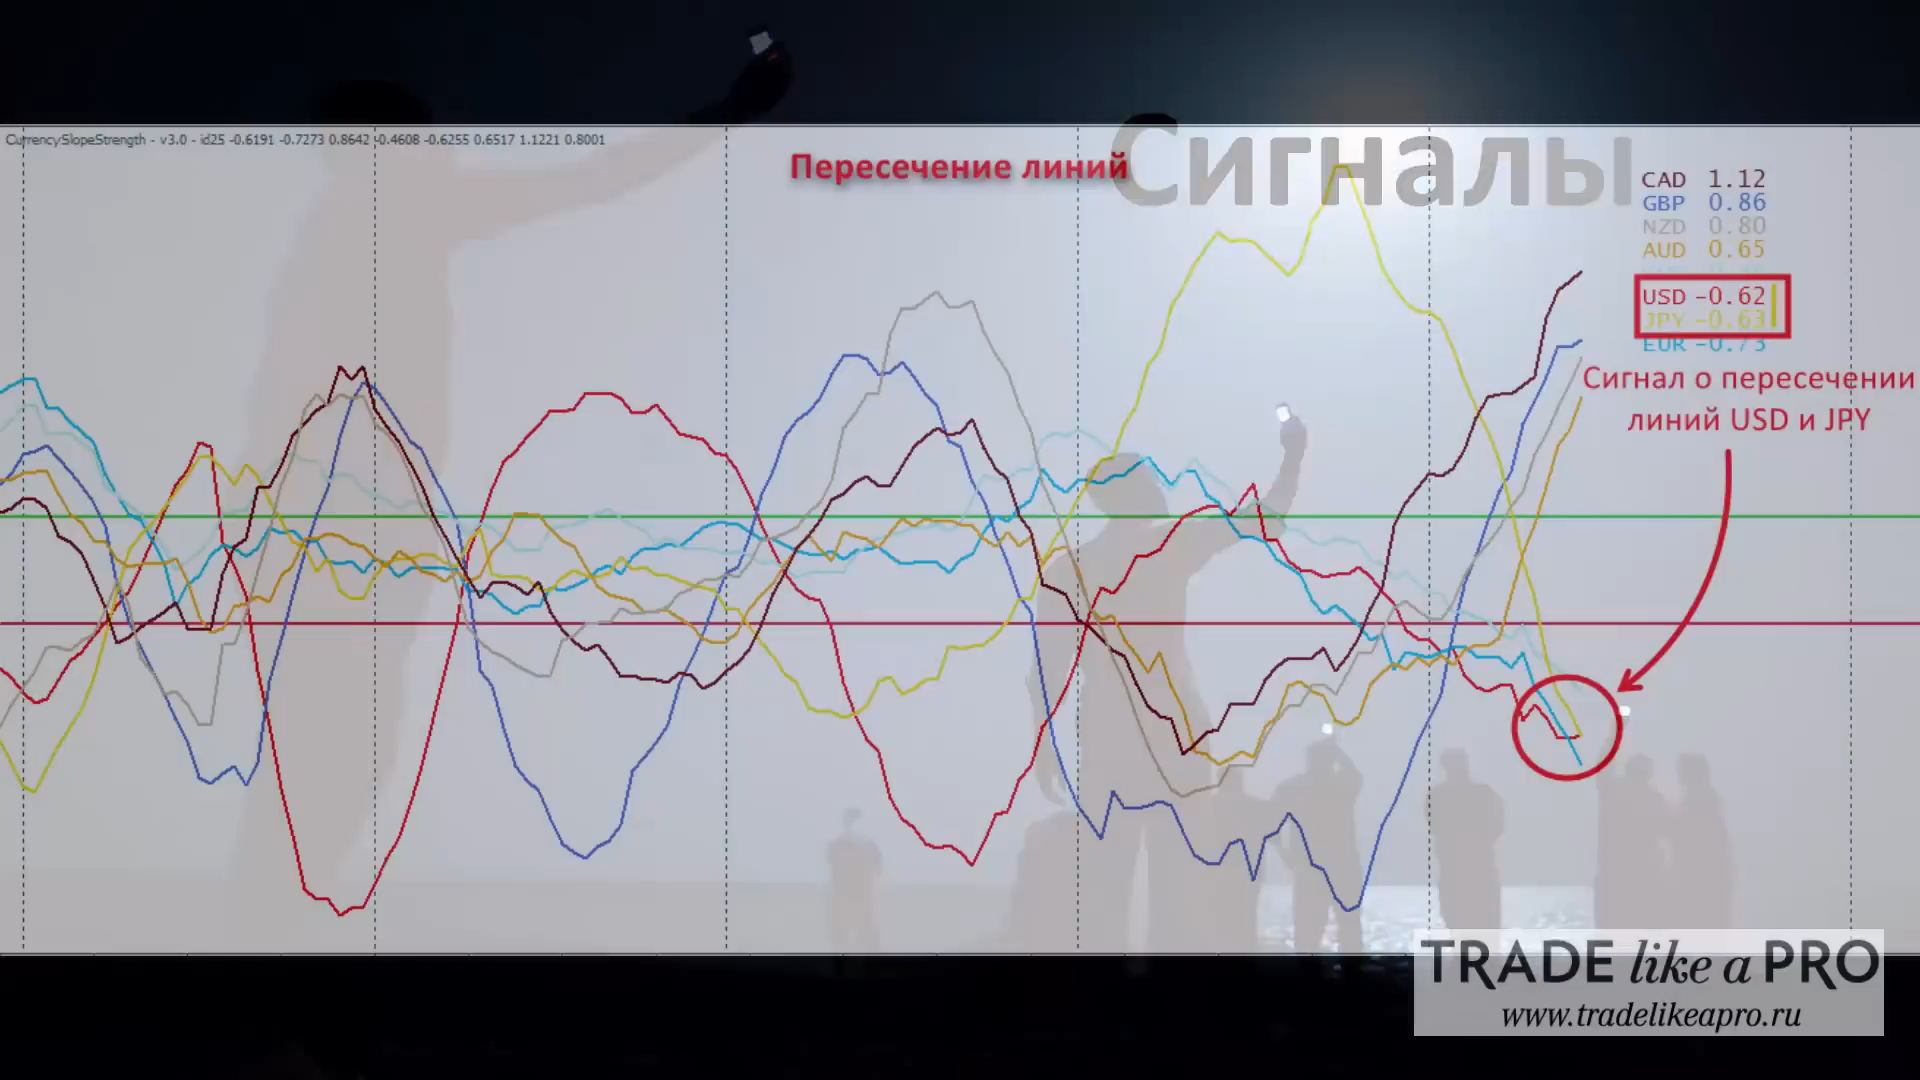 CurrencySlopeStrength - v3.0 - id25 -0.6191 -0.7273 0.8642 -0.4608 -0.6255 0.6517 1.1221 0.8001
Сигналы
Пересечение линий
CAD 1.12
GBP 0.86
NZD 0.80
AUD 0.65
USD -0.62
JPY -0.63
EUR -0.73
Сигнал о пересечении
линий USD и JPY
TRADE like a PRO
www.tradelikeapro.ru